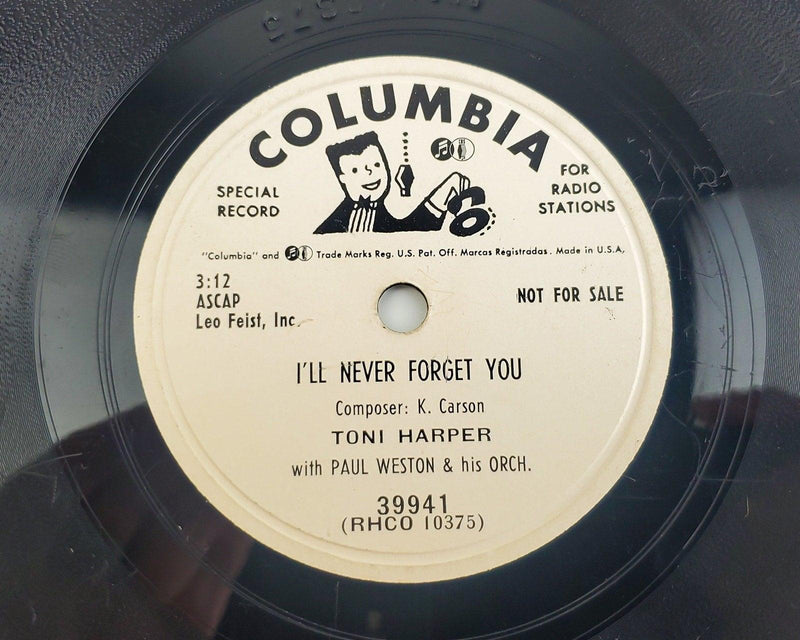 COLUMBIA
SPECIAL
RECORD
FOR
RADIO
STATIONS
"Columbia" and Trade Marks Reg. U.S. Pat. Off. Marcas Registradas. Made in U.S.A.
3:12
ASCAP
Leo Feist, Inc.
NOT FOR SALE
I'LL NEVER FORGET YOU
Composer: K. Carson
TONI HARPER
with PAUL WESTON & his ORCH.
39941
(RHCO 10375)